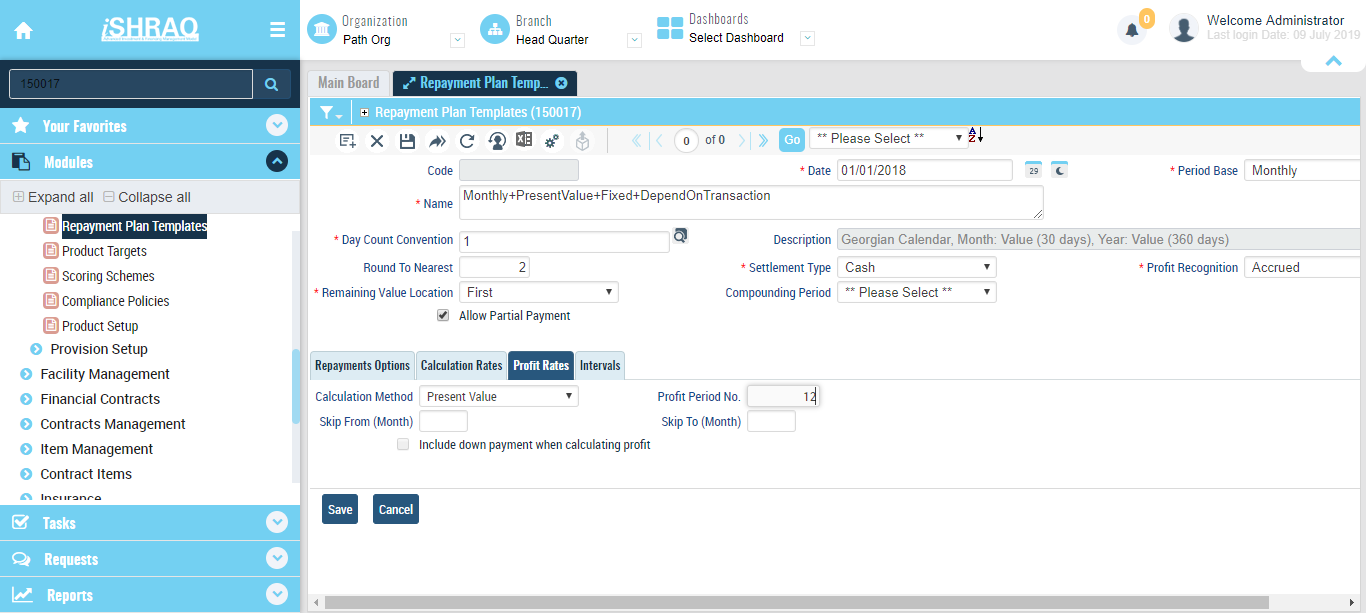 iSHRAQ
Organization
Path Org
Branch
Head Quarter
Dashboards
Select Dashboard
0
Welcome Administrator
Last login Date: 09 July 2019
150017
Your Favorites
Modules
Expand all Collapse all
Repayment Plan Templates
Product Targets
Scoring Schemes
Compliance Policies
Product Setup
Provision Setup
Facility Management
Financial Contracts
Contracts Management
Item Management
Contract Items
Insurance
Tasks
Requests
Reports
Main Board Repayment Plan Temp...
Repayment Plan Templates (150017)
0 of 0 Go ** Please Select **
Code * Date 01/01/2018 29 * Period Base Monthly
* Name Monthly+PresentValue+Fixed+DependOnTransaction
* Day Count Convention 1 Description Georgian Calendar, Month: Value (30 days), Year: Value (360 days)
Round To Nearest 2 * Settlement Type Cash * Profit Recognition Accrued
* Remaining Value Location First Compounding Period ** Please Select **
Allow Partial Payment
Repayments Options Calculation Rates Profit Rates Intervals
Calculation Method Present Value Profit Period No. 12
Skip From (Month) Skip To (Month)
Include down payment when calculating profit
Save Cancel